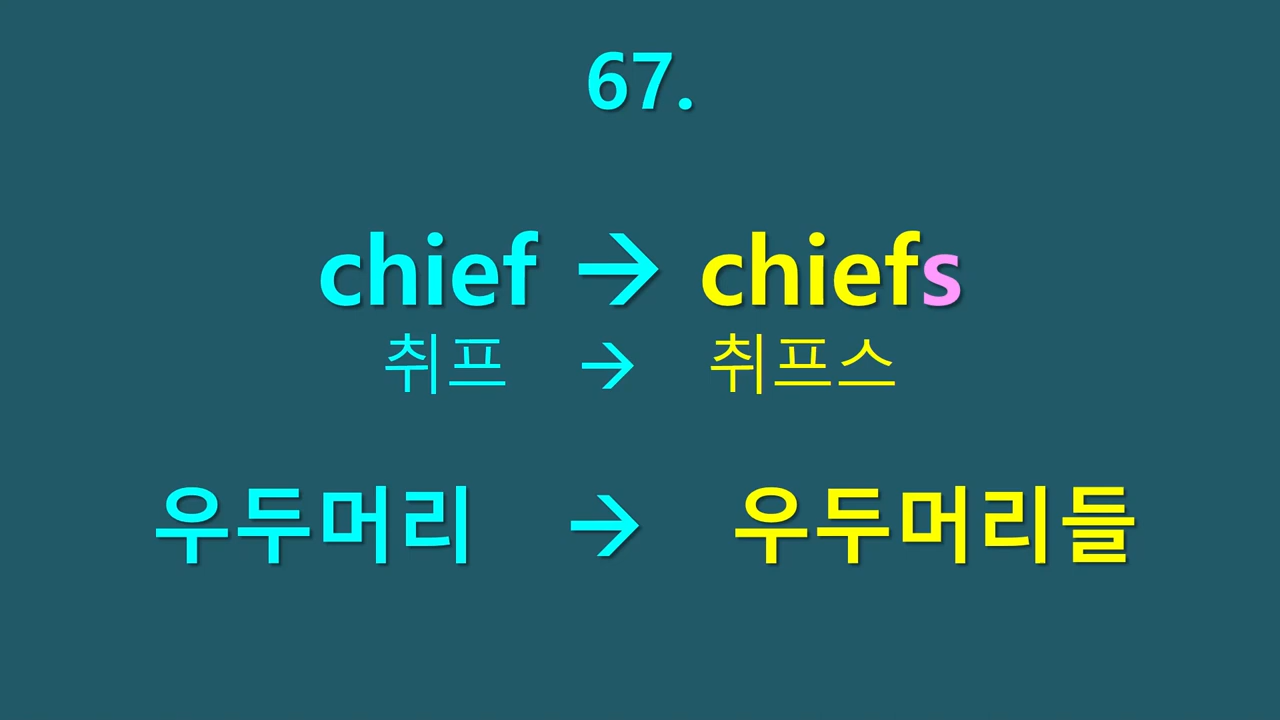 67.
chief → chiefs
취프 → 취프스
우두머리 → 우두머리들